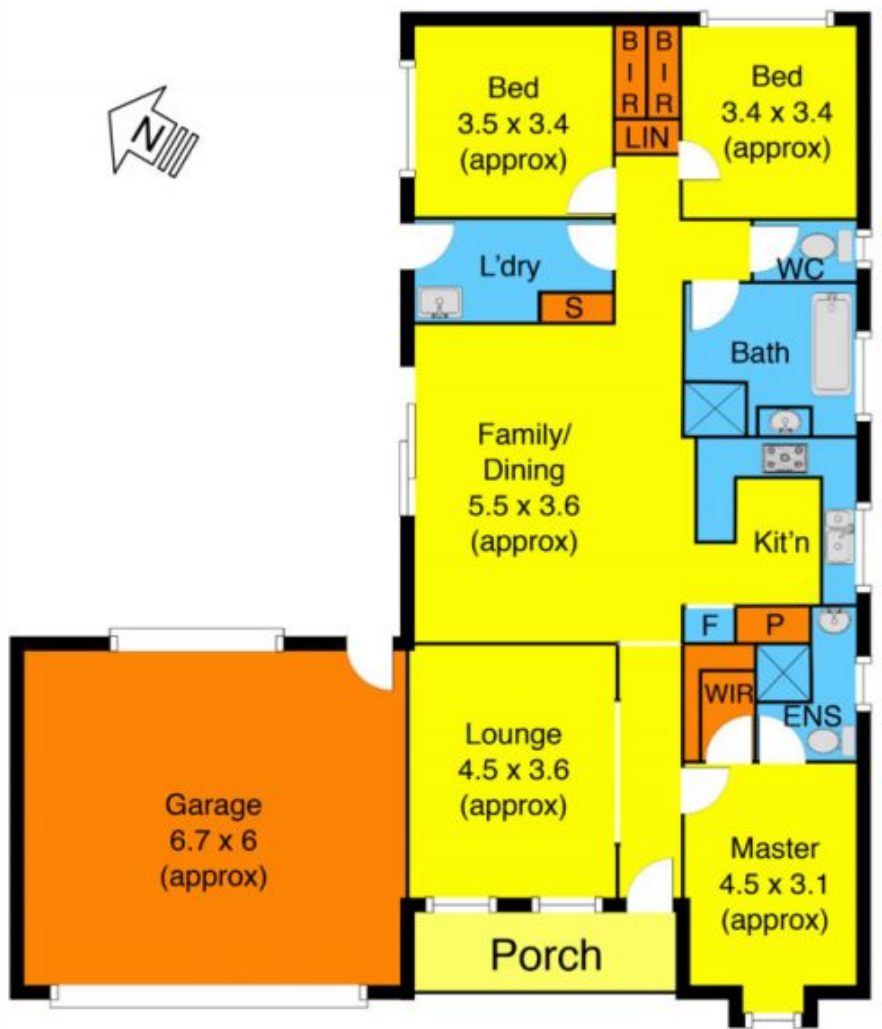 B
I
R
B
I
R
Bed
3.5 x 3.4
(approx)
Bed
3.4 x 3.4
(approx)
LIN
N
L'dry
WC
S
Bath
Family/
Dining
5.5 x 3.6
(approx)
Kit'n
F
P
WIR
ENS
Lounge
4.5 x 3.6
(approx)
Garage
6.7 x 6
(approx)
Master
4.5 x 3.1
(approx)
Porch